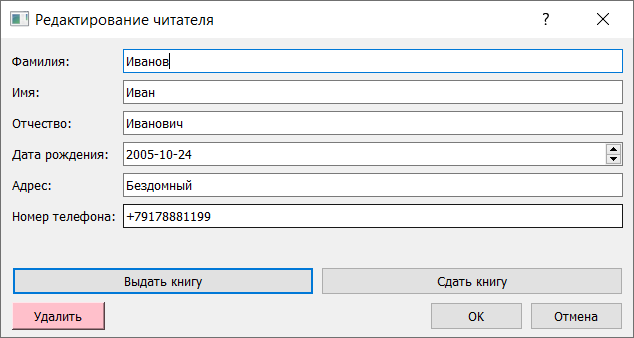 Редактирование читателя
Фамилия: Иванов
Имя: Иван
Отчество: Иванович
Дата рождения: 2005-10-24
Адрес: Бездомный
Номер телефона: +79178881199
Выдать книгу Сдать книгу
Удалить OK Отмена